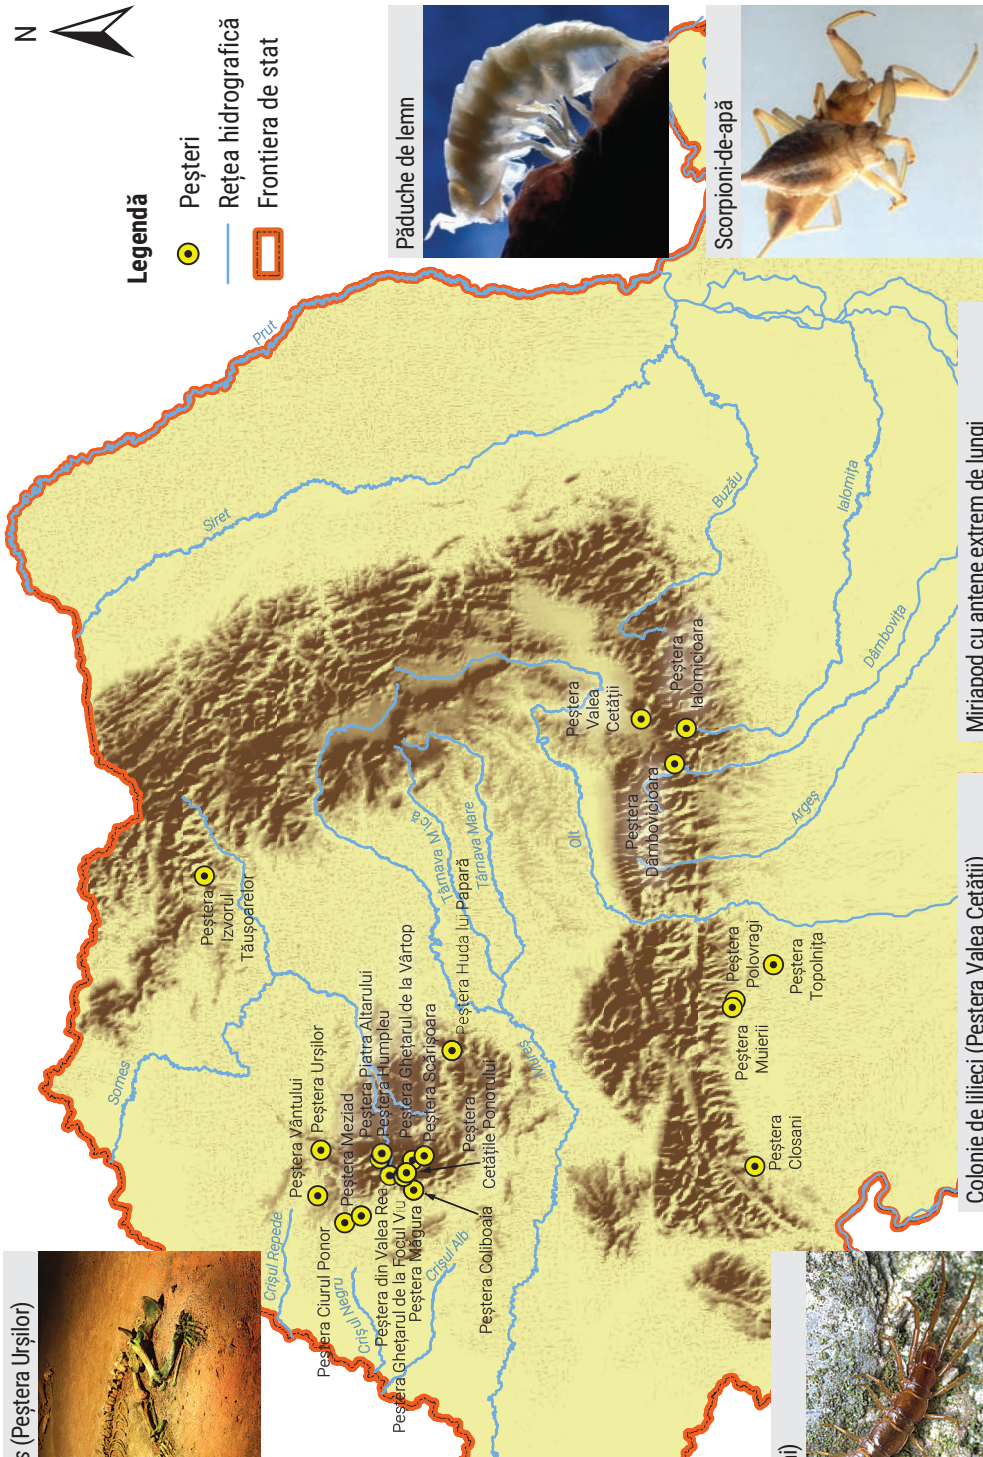 N
Legendă
Peșteri
Rețea hidrografică
Frontiera de stat
Păduche de lemn
Scorpioni-de-apă
Prut
Siret
Buzău
Ialomița
Dâmbovița
Argeș
Olt
Someș
Mureș
Târnava Mică
Târnava Mare
Crișul Repede
Crișul Negru
Crișul Alb
Peștera
Izvorul
Tăușoarelor
Peștera Vântului
Peștera Urșilor
Peștera Ciurul Ponor
Peștera Meziad
Peștera Piatra Altarului
Peștera Humpleu
Peștera din Valea Rea
Peștera Ghețarul de la Vârtop
Peștera Ghețarul de la Focul Viu
Peștera Scărișoara
Peștera Măgura
Peștera Huda lui Papară
Peștera
Cetățile Ponorului
Peștera Coliboaia
Peștera
Valea
Cetății
Peștera
Ialomicioara
Peștera
Dâmbovicioara
Peștera
Polovragi
Peștera
Muierii
Peștera
Topolnița
Peștera
Closani
s (Peștera Urșilor)
Miriapod cu antene extrem de lungi
Colonie de lilieci (Peștera Valea Cetății)
ni)